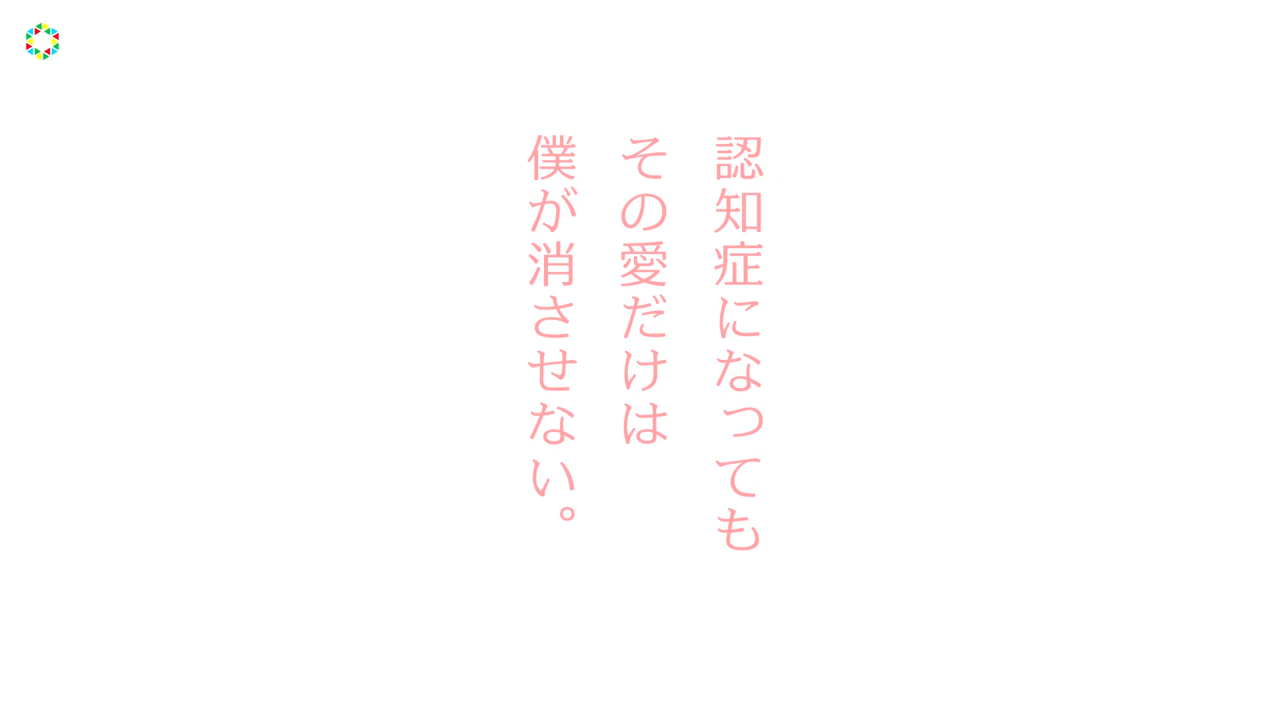 認知症になっても
その愛だけは
僕が消させない。